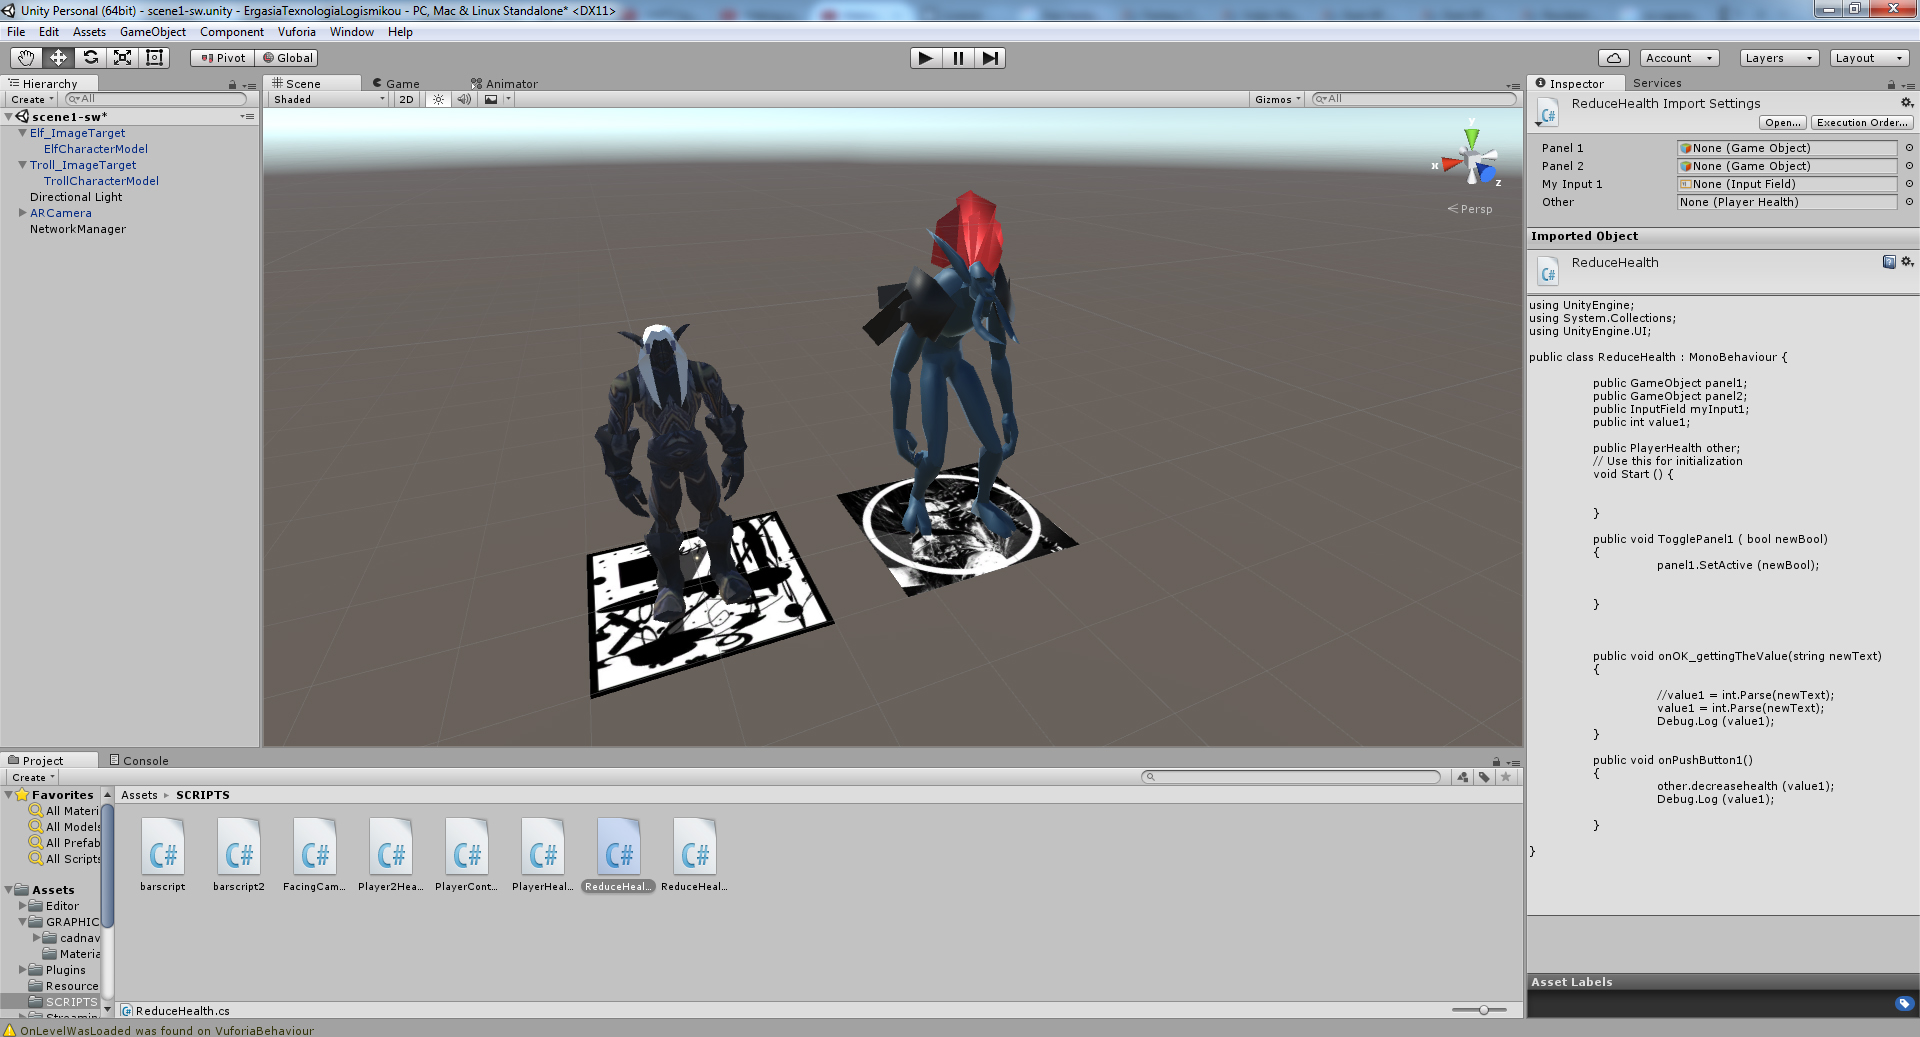 Unity Personal (64bit) - scene1-sw.unity - ErgasiaTexnologiaLogismikou - PC, Mac & Linux Standalone* <DX11>
File Edit Assets GameObject Component Vuforia Window Help
Pivot Global Account Layers Layout
Hierarchy
Create All
scene1-sw*
Elf_ImageTarget
ElfCharacterModel
Troll_ImageTarget
TrollCharacterModel
Directional Light
ARCamera
NetworkManager
Scene Game Animator
Shaded 2D Gizmos All
y
x
z
Persp
Inspector Services
C# ReduceHealth Import Settings
Open... Execution Order...
Panel 1 None (Game Object)
Panel 2 None (Game Object)
My Input 1 None (Input Field)
Other None (Player Health)
Imported Object
C# ReduceHealth
using UnityEngine;
using System.Collections;
using UnityEngine.UI;
public class ReduceHealth : MonoBehaviour {
public GameObject panel1;
public GameObject panel2;
public InputField myInput1;
public int value1;
public PlayerHealth other;
// Use this for initialization
void Start () {
}
public void TogglePanel1 ( bool newBool)
{
panel1.SetActive (newBool);
}
public void onOK_gettingTheValue(string newText)
{
//value1 = int.Parse(newText);
value1 = int.Parse(newText);
Debug.Log (value1);
}
public void onPushButton1()
{
other.decreasehealth (value1);
Debug.Log (value1);
}
}
Asset Labels
Project Console
Create
Favorites
All Materi
All Models
All Prefab
All Scripts
Assets
Editor
GRAPHIC
cadnav
Materia
Plugins
Resource
SCRIPTS
Assets SCRIPTS
C# C# C# C# C# C# C# C#
barscript barscript2 FacingCam... Player2Hea... PlayerCont... PlayerHeal... ReduceHeal... ReduceHeal...
ReduceHealth.cs
OnLevelWasLoaded was found on VuforiaBehaviour